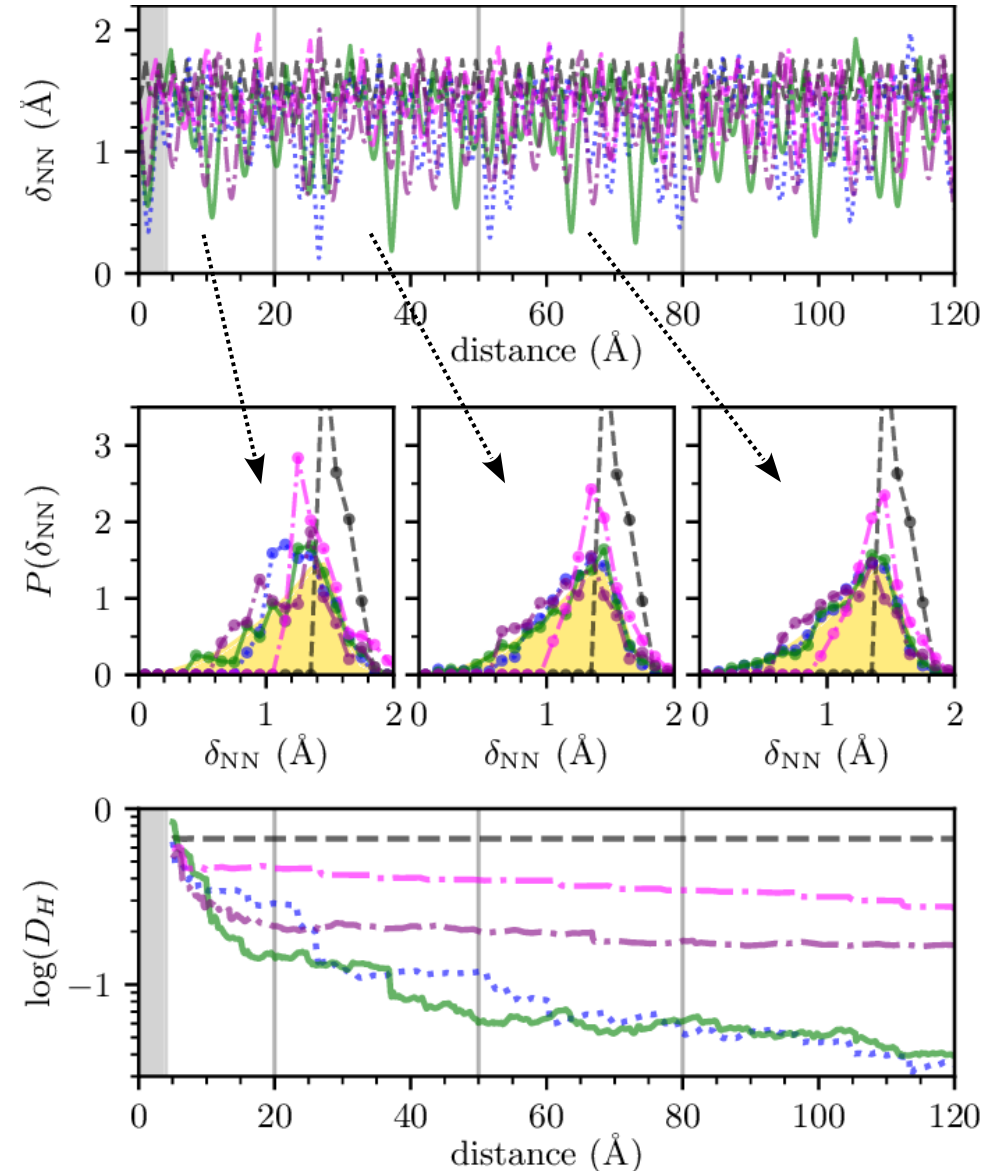 2
1
0
δNN (Å)
0 20 40 60 80 100 120
distance (Å)
3
2
1
0
P(δNN)
0 1 2 0 1 2 0 1 2
δNN (Å) δNN (Å) δNN (Å)
0
−1
log(DH)
0 20 40 60 80 100 120
distance (Å)